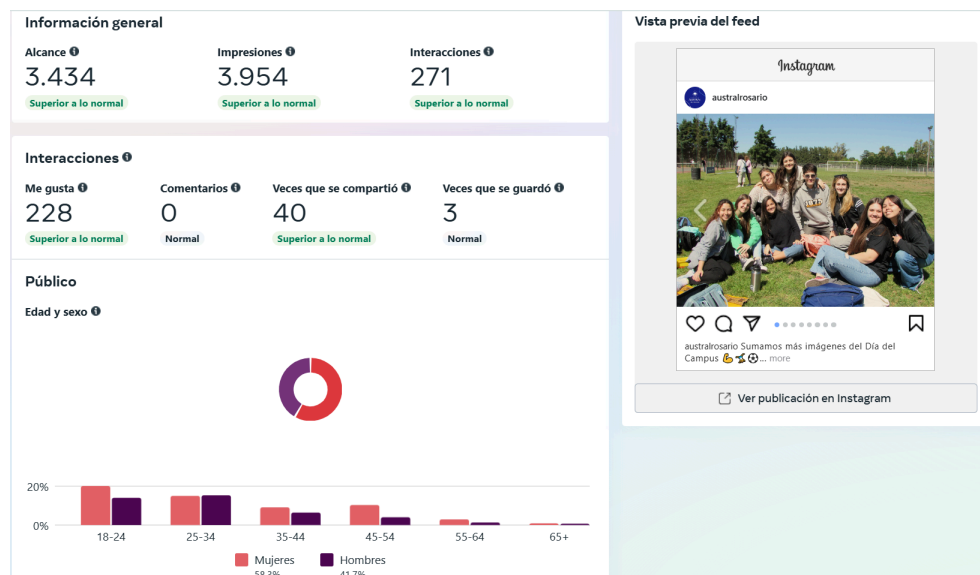 Información general
Alcance
3.434
Superior a lo normal
Impresiones
3.954
Superior a lo normal
Interacciones
271
Superior a lo normal
Interacciones
Me gusta
228
Superior a lo normal
Comentarios
0
Normal
Veces que se compartió
40
Superior a lo normal
Veces que se guardó
3
Normal
Público
Edad y sexo
20%
0%
18-24
25-34
35-44
45-54
55-64
65+
Mujeres
58.3%
Hombres
41.7%
Vista previa del feed
Instagram
australrosario
australrosario Sumamos más imágenes del Día del
Campus 💪🤸⚽... more
Ver publicación en Instagram